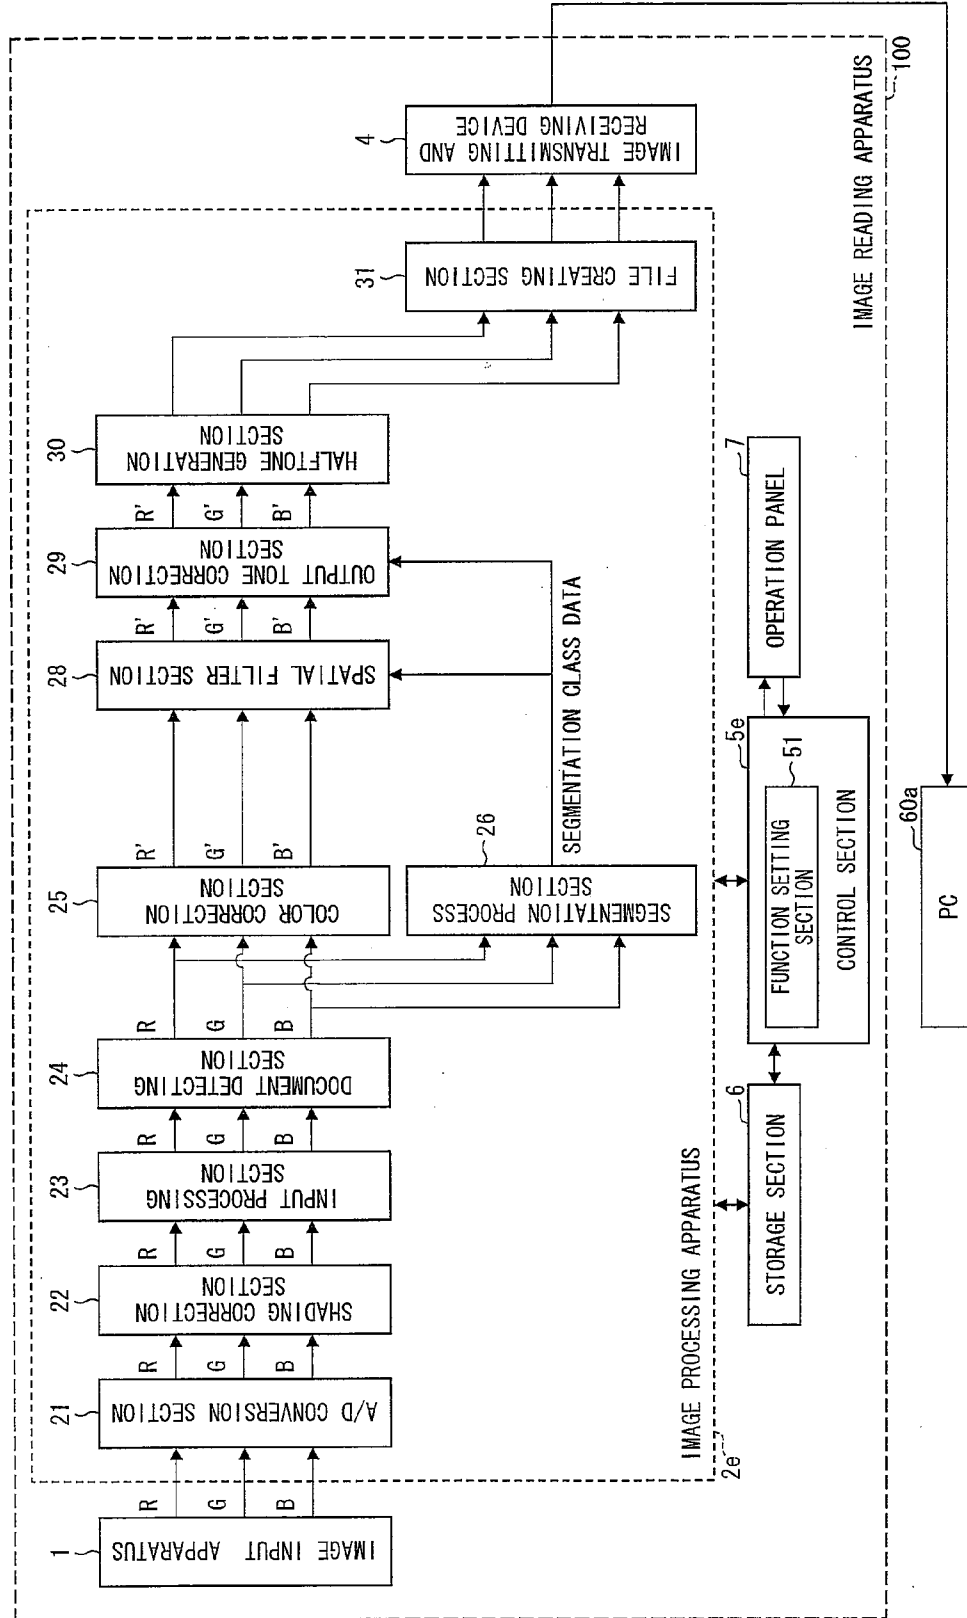 1
IMAGE INPUT APPARATUS
R
G
B
21
A/D CONVERSION SECTION
R
G
B
22
SHADING CORRECTION
SECTION
R
G
B
23
INPUT PROCESSING
SECTION
R
G
B
24
DOCUMENT DETECTING
SECTION
R
G
B
25
COLOR CORRECTION
SECTION
R'
G'
B'
26
SEGMENTATION PROCESS
SECTION
SEGMENTATION CLASS DATA
28
SPATIAL FILTER SECTION
R'
G'
B'
29
OUTPUT TONE CORRECTION
SECTION
R'
G'
B'
30
HALFTONE GENERATION
SECTION
31
FILE CREATING SECTION
4
IMAGE TRANSMITTING AND
RECEIVING DEVICE
2e
IMAGE PROCESSING APPARATUS
6
STORAGE SECTION
5e
51
FUNCTION SETTING
SECTION
CONTROL SECTION
7
OPERATION PANEL
IMAGE READING APPARATUS
100
60a
PC